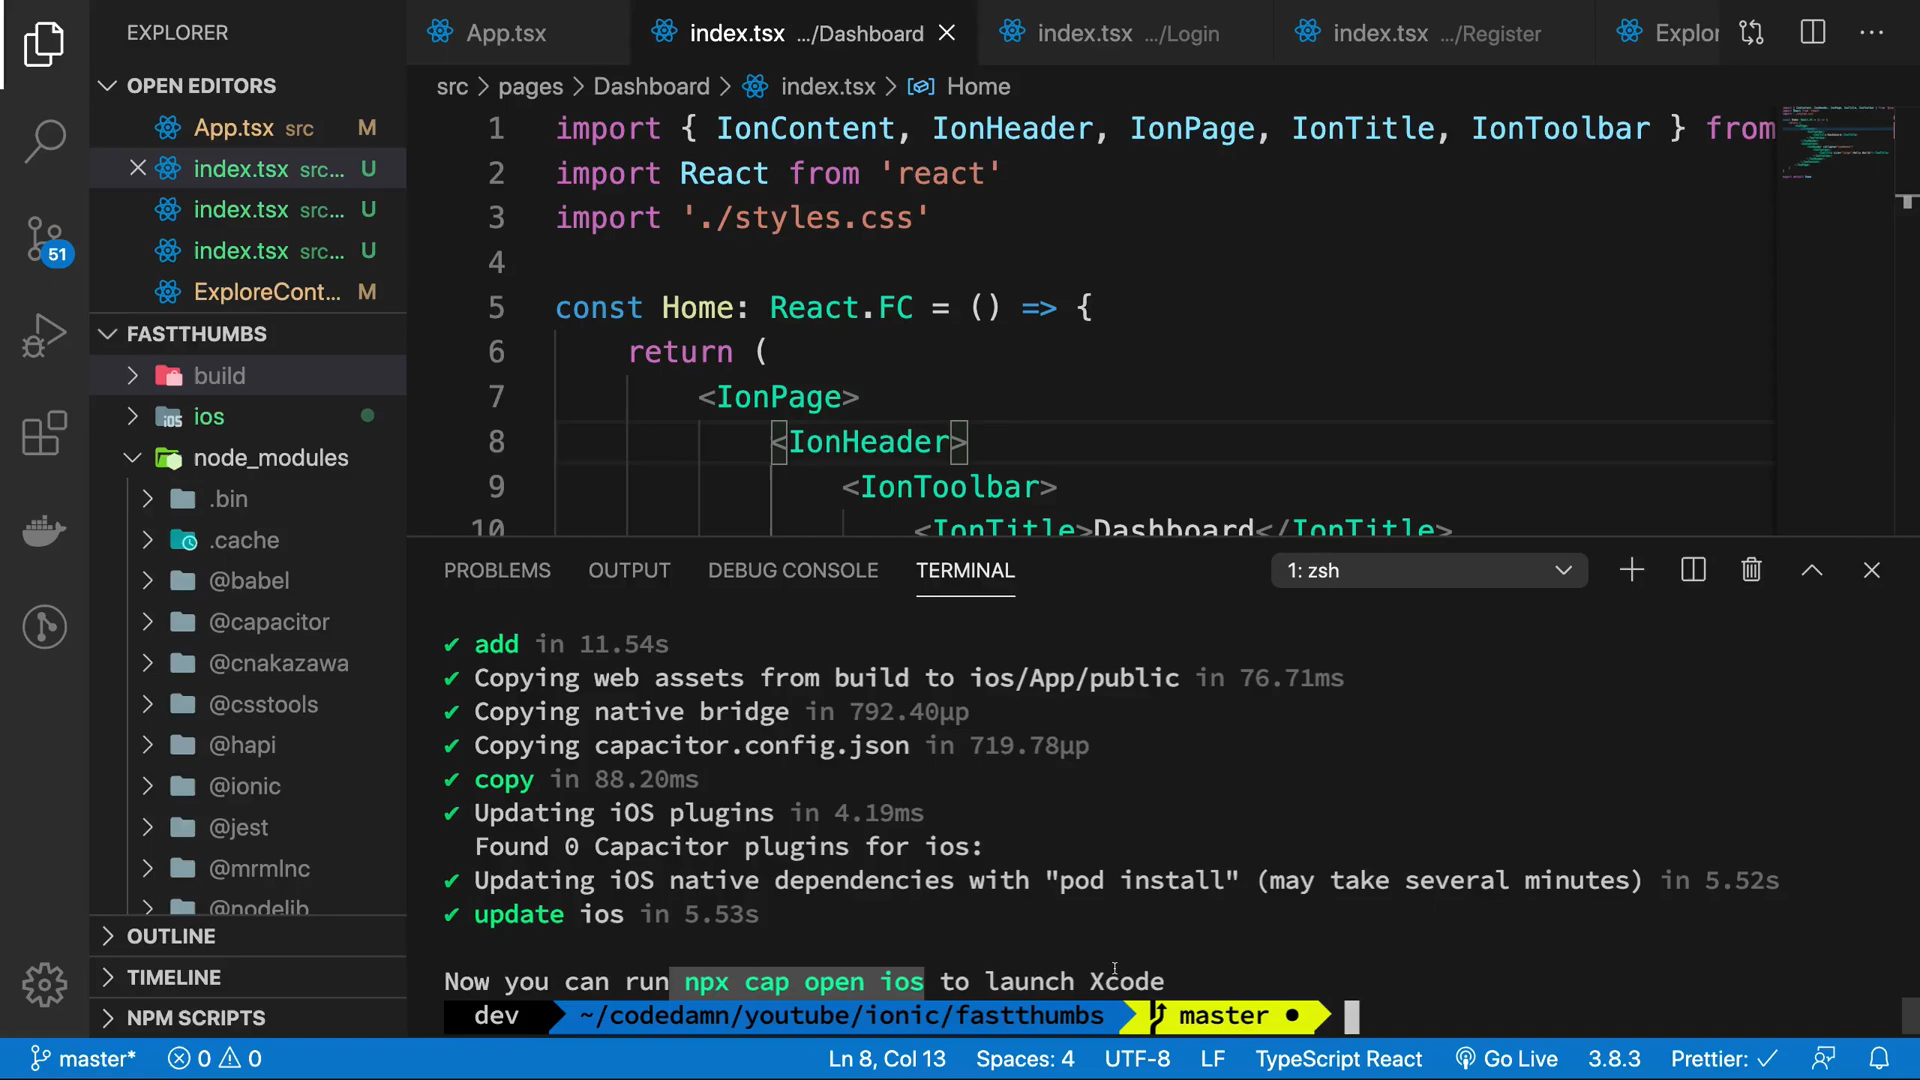 EXPLORER
OPEN EDITORS
App.tsx src M
index.tsx src... U
index.tsx src... U
index.tsx src... U
ExploreCont... M
FASTTHUMBS
build
ios
node_modules
.bin
.cache
@babel
@capacitor
@cnakazawa
@csstools
@hapi
@ionic
@jest
@mrmlnc
@nodelib
OUTLINE
TIMELINE
NPM SCRIPTS
51
App.tsx
index.tsx .../Dashboard
index.tsx .../Login
index.tsx .../Register
Explor
src > pages > Dashboard > index.tsx > Home
1 import { IonContent, IonHeader, IonPage, IonTitle, IonToolbar } from
2 import React from 'react'
3 import './styles.css'
4
5 const Home: React.FC = () => {
6 return (
7 <IonPage>
8 <IonHeader>
9 <IonToolbar>
10 <IonTitle>Dashboard</IonTitle>
PROBLEMS OUTPUT DEBUG CONSOLE TERMINAL 1: zsh
✔ add in 11.54s
✔ Copying web assets from build to ios/App/public in 76.71ms
✔ Copying native bridge in 792.40μp
✔ Copying capacitor.config.json in 719.78μp
✔ copy in 88.20ms
✔ Updating iOS plugins in 4.19ms
Found 0 Capacitor plugins for ios:
✔ Updating iOS native dependencies with "pod install" (may take several minutes) in 5.52s
✔ update ios in 5.53s
Now you can run npx cap open ios to launch Xcode
dev ~/codedamn/youtube/ionic/fastthumbs master ●
master* 0 0 Ln 8, Col 13 Spaces: 4 UTF-8 LF TypeScript React Go Live 3.8.3 Prettier: ✓